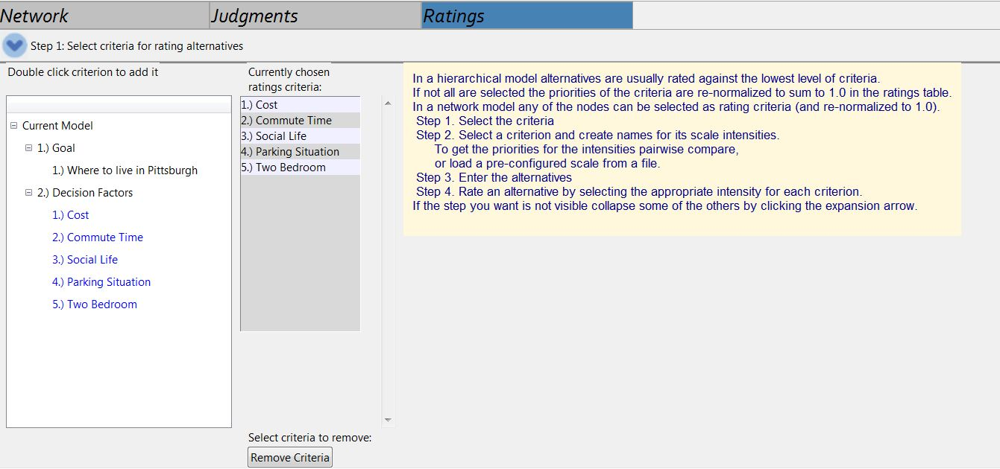 Network Judgments Ratings
Step 1: Select criteria for rating alternatives
Double click criterion to add it
Current Model
1.) Goal
1.) Where to live in Pittsburgh
2.) Decision Factors
1.) Cost
2.) Commute Time
3.) Social Life
4.) Parking Situation
5.) Two Bedroom
Currently chosen
ratings criteria:
1.) Cost
2.) Commute Time
3.) Social Life
4.) Parking Situation
5.) Two Bedroom
Select criteria to remove:
Remove Criteria
In a hierarchical model alternatives are usually rated against the lowest level of criteria.
If not all are selected the priorities of the criteria are re-normalized to sum to 1.0 in the ratings table.
In a network model any of the nodes can be selected as rating criteria (and re-normalized to 1.0).
Step 1. Select the criteria
Step 2. Select a criterion and create names for its scale intensities.
To get the priorities for the intensities pairwise compare,
or load a pre-configured scale from a file.
Step 3. Enter the alternatives
Step 4. Rate an alternative by selecting the appropriate intensity for each criterion.
If the step you want is not visible collapse some of the others by clicking the expansion arrow.